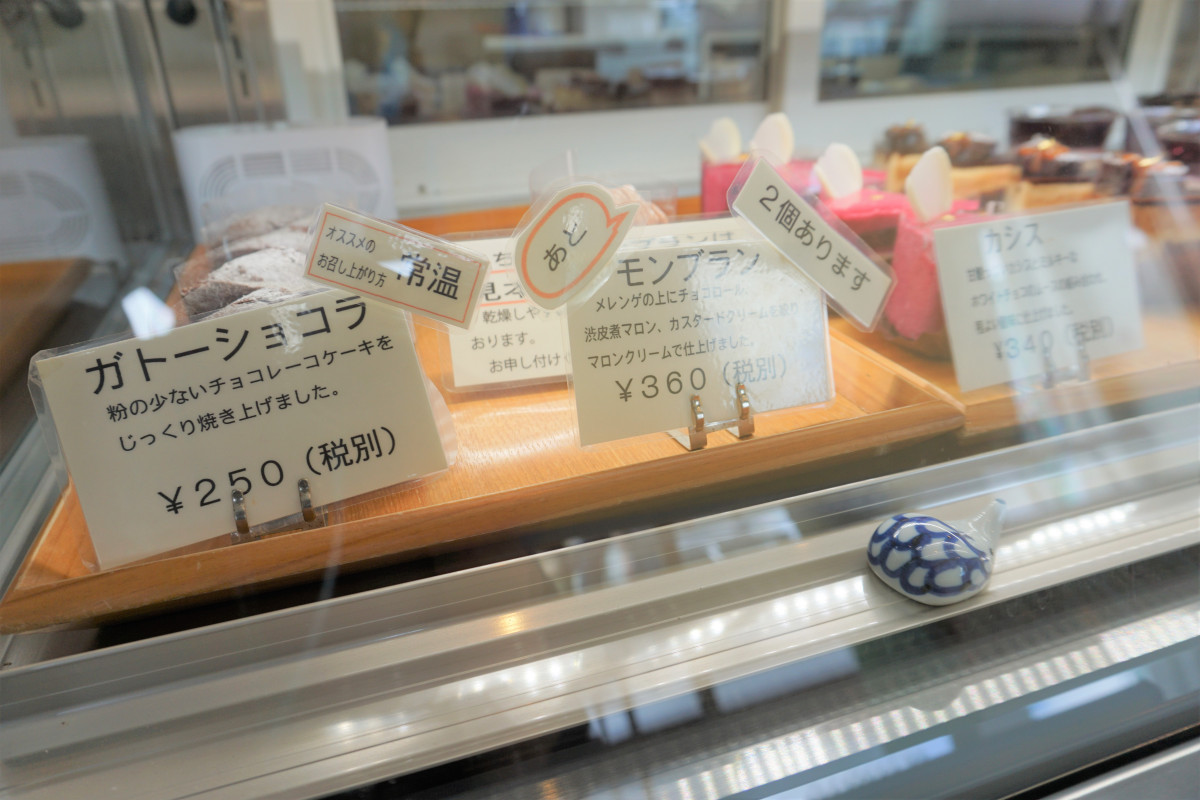 オススメの
お召し上がり方
常温
ガトーショコラ
粉の少ないチョコレーコケーキを
じっくり焼き上げました。
¥250(税別)
乾燥しやす
おります。
お申し付け
あと
2個あります
モンブラン
メレンゲの上にチョコロール、
渋皮煮マロン、カスタードクリームを絞り
マロンクリームで仕上げました。
¥360(税別)
カシス
¥340(税別)